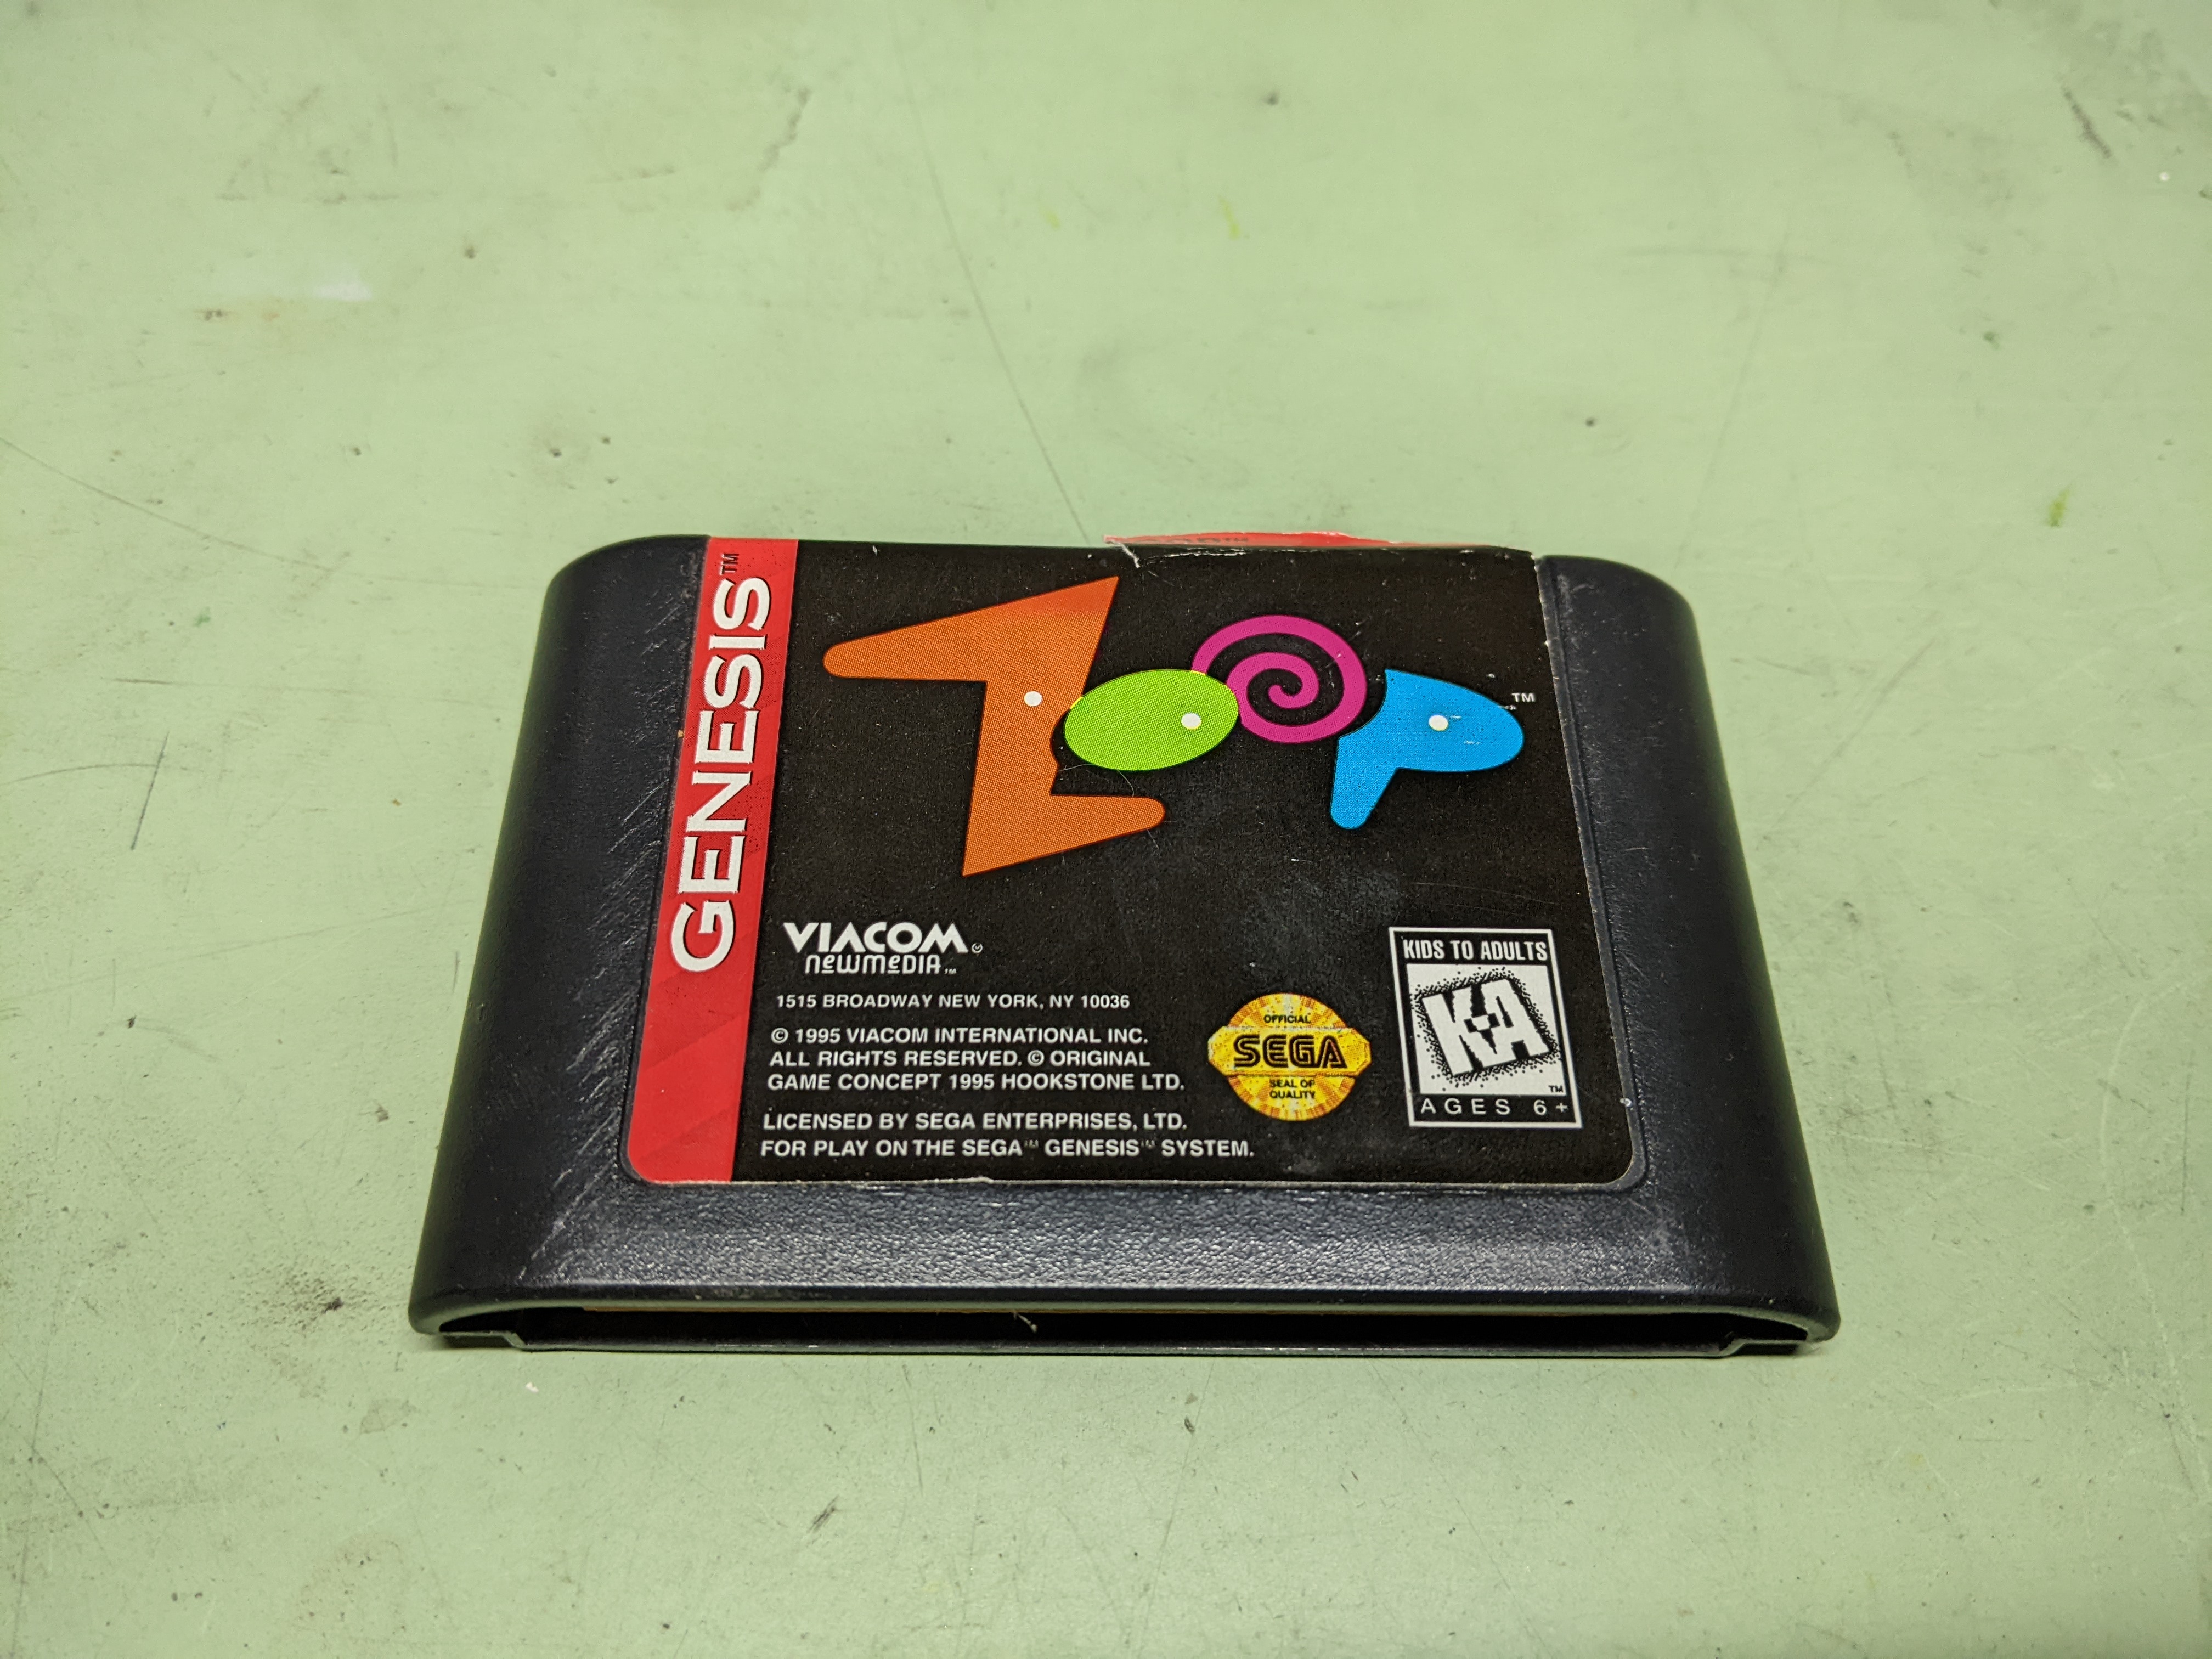 GENESIS™
Zoop™
VIACOM®
newmedia™
1515 BROADWAY NEW YORK, NY 10036
© 1995 VIACOM INTERNATIONAL INC.
ALL RIGHTS RESERVED. © ORIGINAL
GAME CONCEPT 1995 HOOKSTONE LTD.
LICENSED BY SEGA ENTERPRISES, LTD.
FOR PLAY ON THE SEGA™ GENESIS™ SYSTEM.
OFFICIAL
SEGA
SEAL OF
QUALITY
KIDS TO ADULTS
K-A
™
AGES 6+